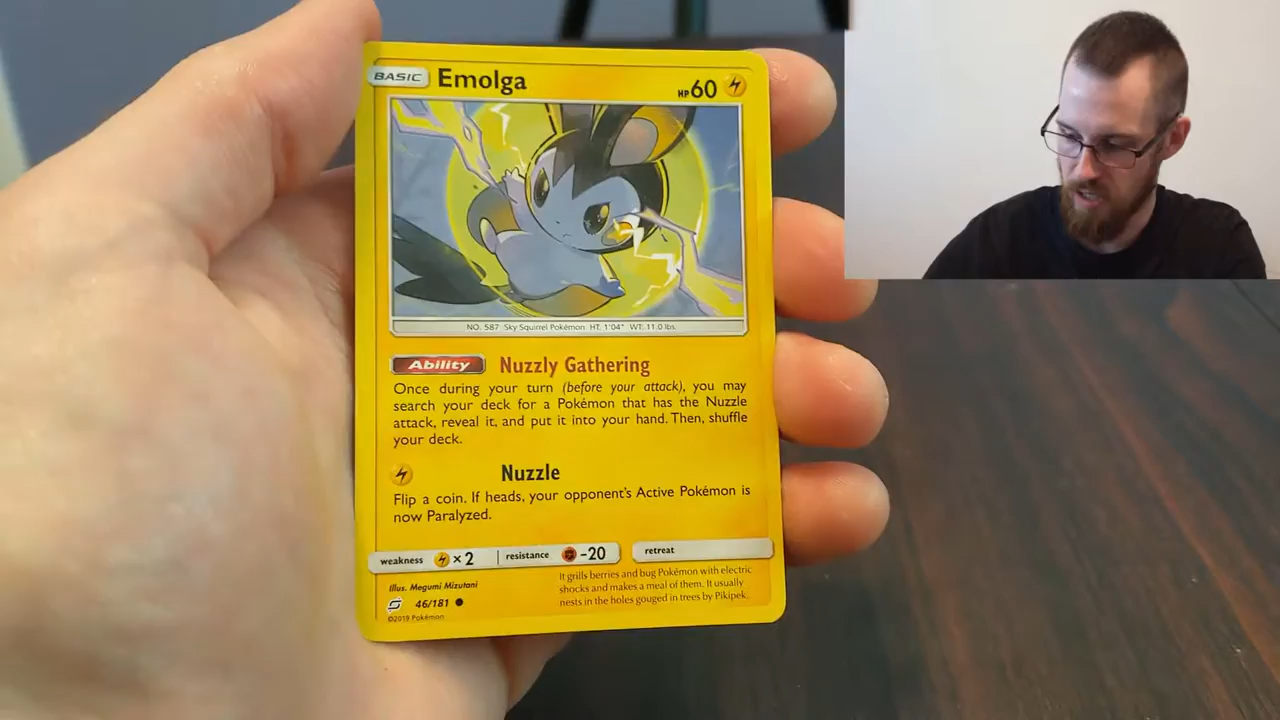 BASIC Emolga HP 60
NO. 587 Sky Squirrel Pokémon HT: 1'04" WT: 11.0 lbs.
Ability Nuzzly Gathering
Once during your turn (before your attack), you may
search your deck for a Pokémon that has the Nuzzle
attack, reveal it, and put it into your hand. Then, shuffle
your deck.
Nuzzle
Flip a coin. If heads, your opponent's Active Pokémon is
now Paralyzed.
weakness ×2 resistance -20 retreat
Illus. Megumi Mizutani
46/181
©2019 Pokémon
It grills berries and bug Pokémon with electric
shocks and makes a meal of them. It usually
nests in the holes gouged in trees by Pikipek.